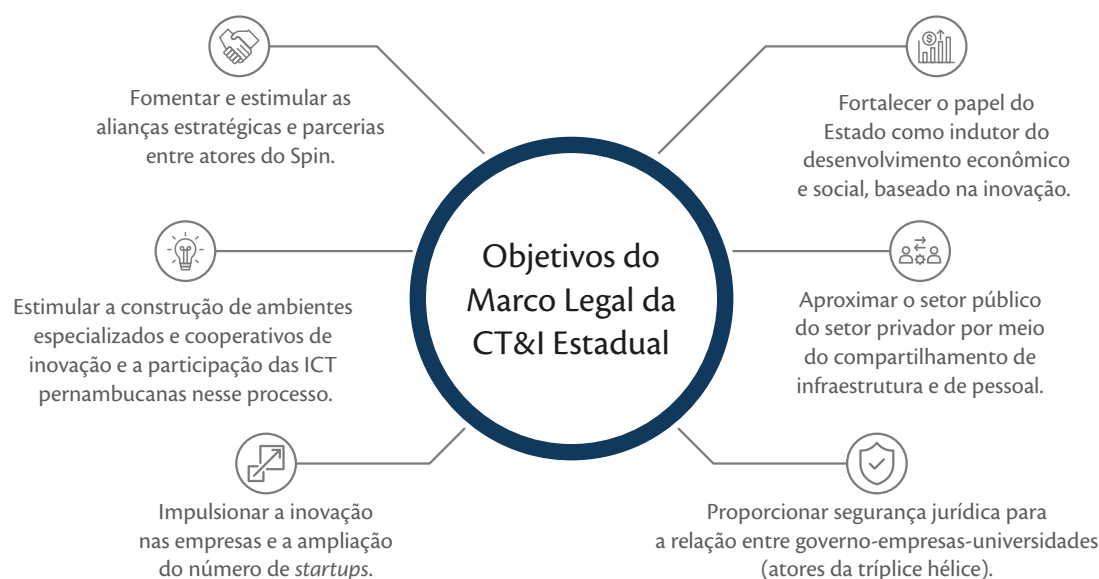 Fomentar e estimular as
alianças estratégicas e parcerias
entre atores do Spin.
Fortalecer o papel do
Estado como indutor do
desenvolvimento econômico
e social, baseado na inovação.
Objetivos do
Marco Legal da
CT&I Estadual
Estimular a construção de ambientes
especializados e cooperativos de
inovação e a participação das ICT
pernambucanas nesse processo.
Aproximar o setor público
do setor privador por meio
do compartilhamento de
infraestrutura e de pessoal.
Impulsionar a inovação
nas empresas e a ampliação
do número de startups.
Proporcionar segurança jurídica para
a relação entre governo-empresas-universidades
(atores da tríplice hélice).